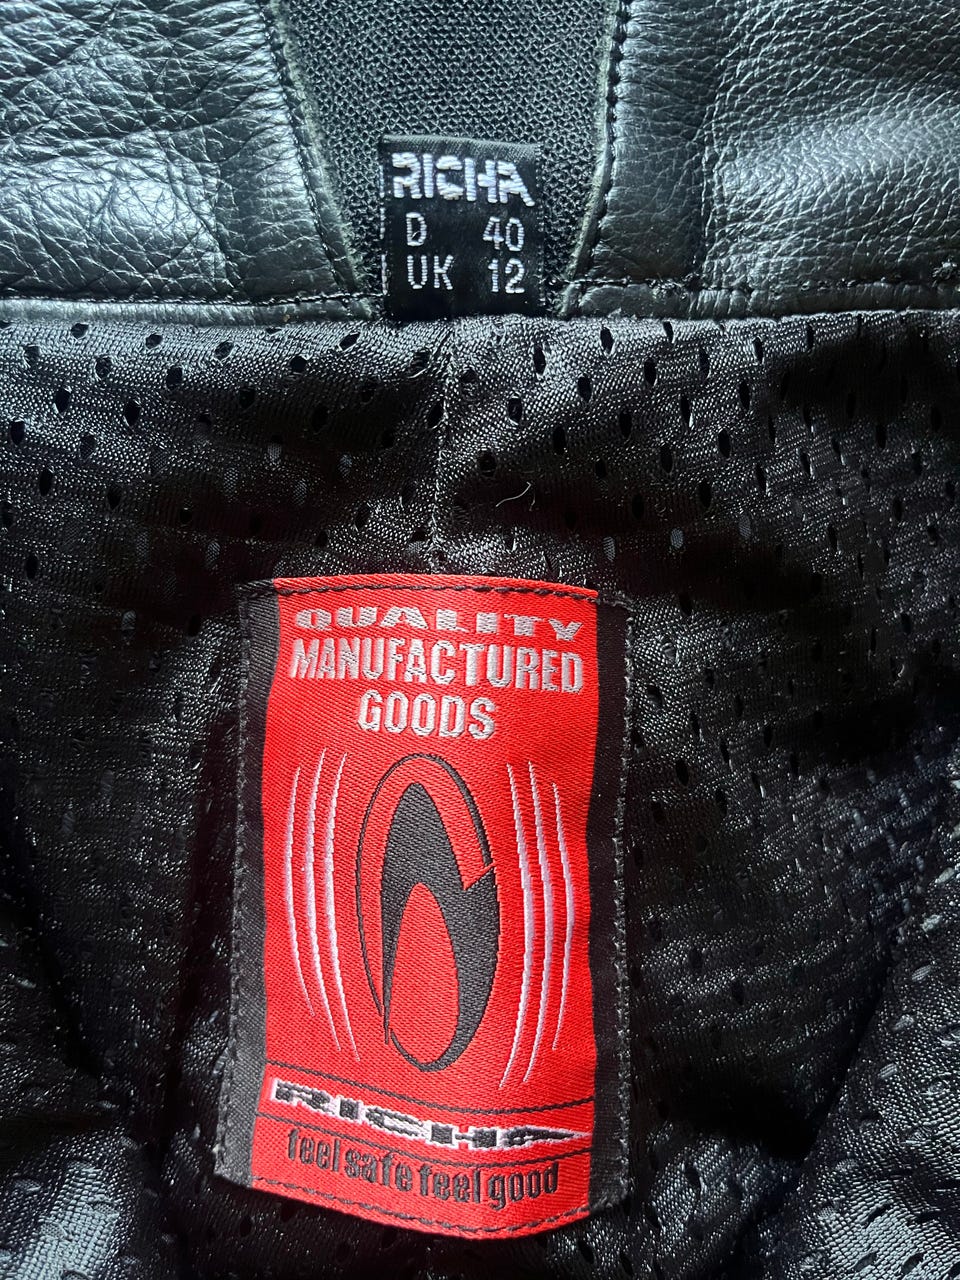 RICHA
D 40
UK 12
QUALITY
MANUFACTURED
GOODS
RICHA
feel safe feel good